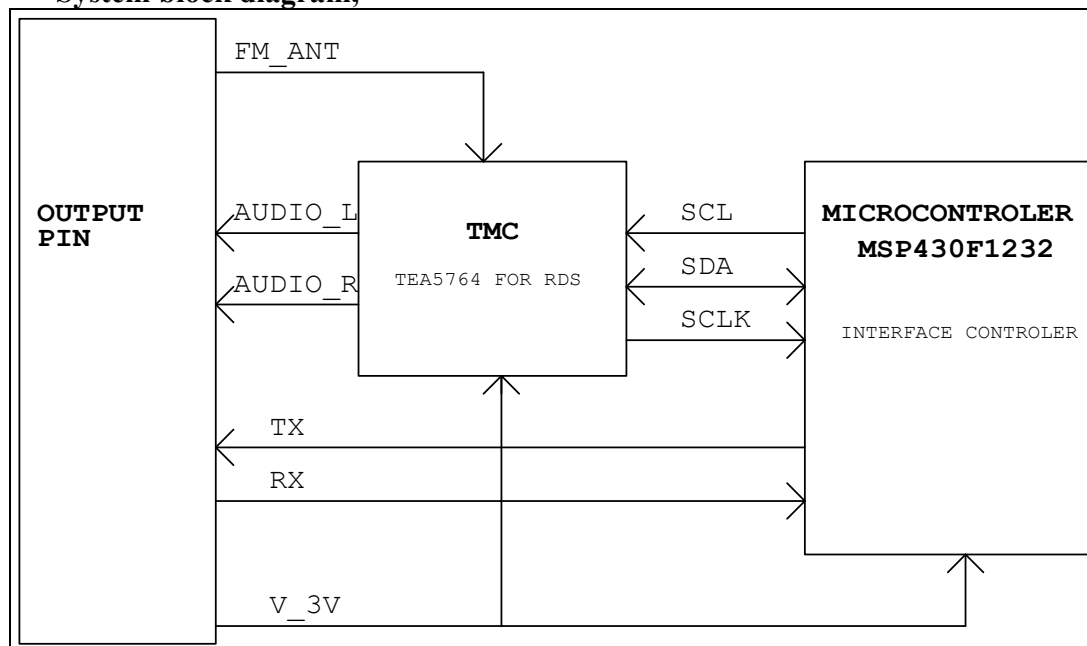 System block diagram;
FM_ANT
OUTPUT
PIN
AUDIO_L
AUDIO_R
TMC
TEA5764 FOR RDS
SCL
SDA
SCLK
MICROCONTROLER
MSP430F1232
INTERFACE CONTROLER
TX
RX
V_3V